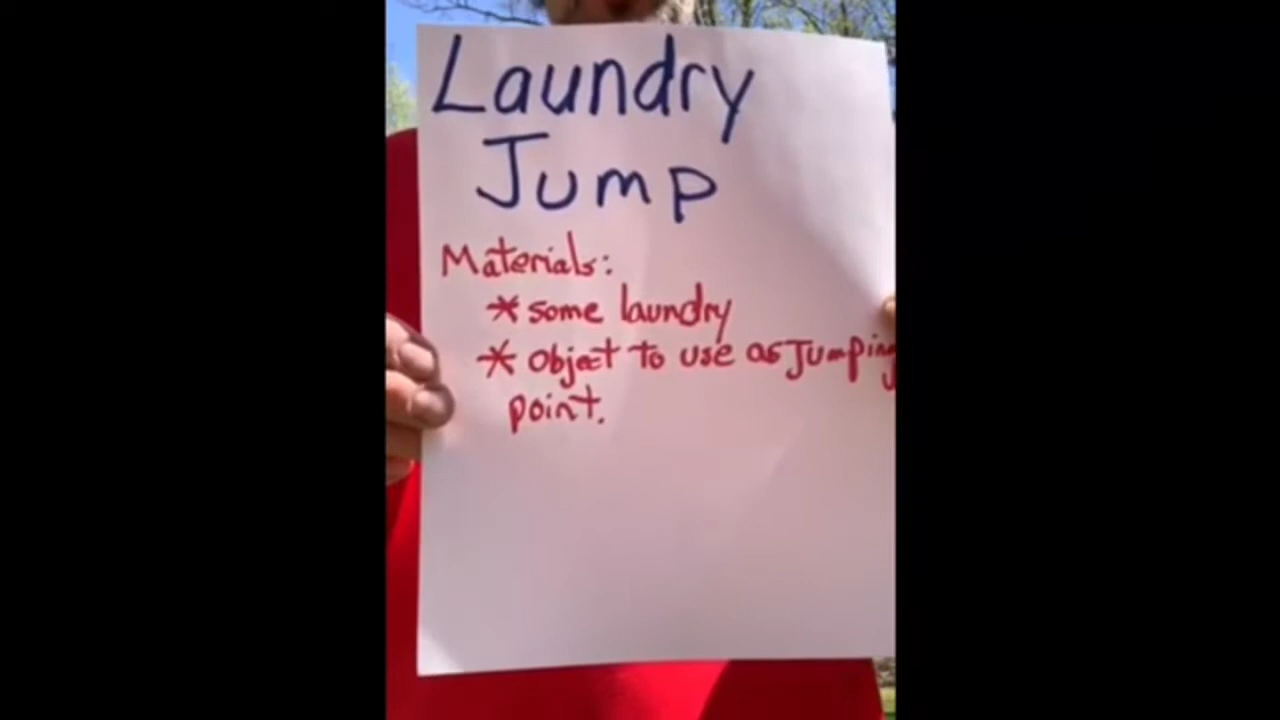 Laundry
Jump
Materials:
* some laundry
* Object to use as Jumping
point.